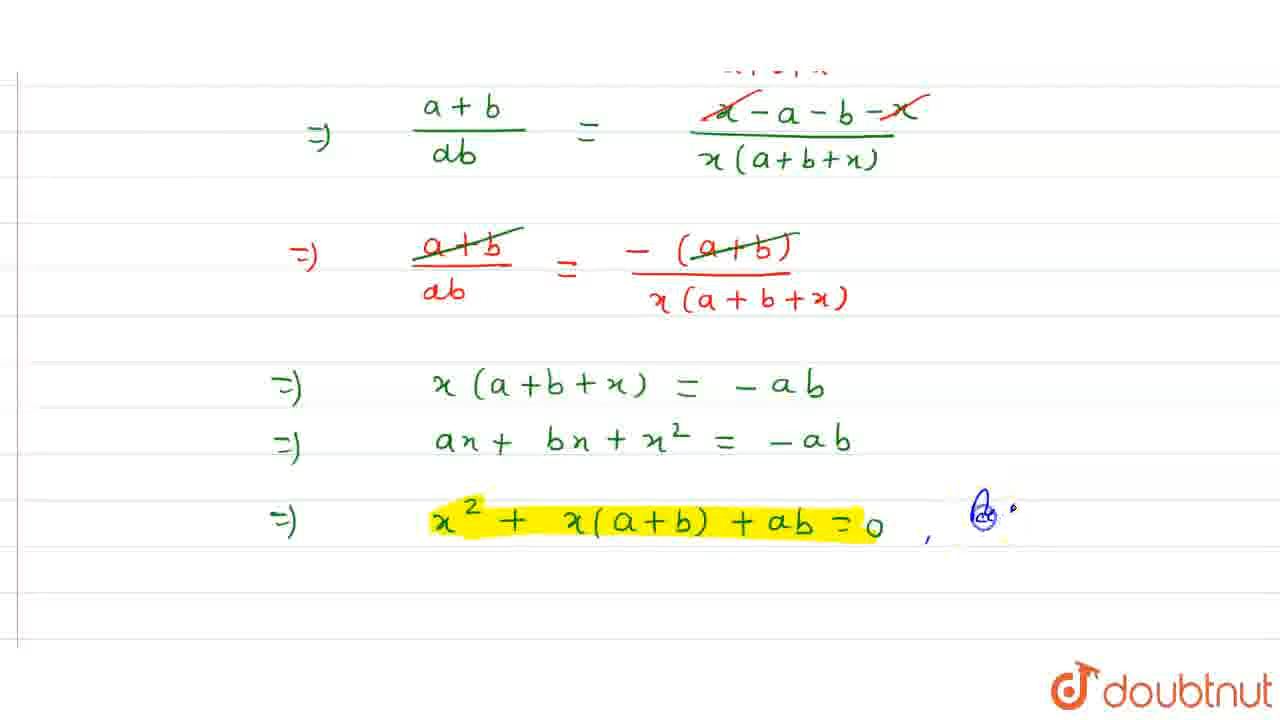 ⇒ a + b / ab = x - a - b - x / x(a+b+x)
⇒ a + b / ab = - (a+b) / x(a + b + x)
⇒ x (a+b+x) = - ab
⇒ ax + bx + x² = - ab
⇒ x² + x(a+b) + ab = 0 ,
doubtnut